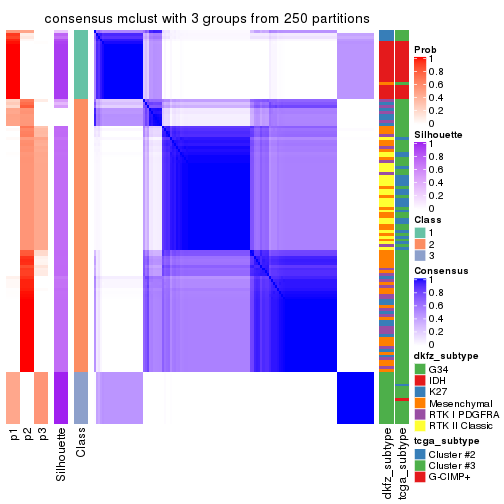 consensus mclust with 3 groups from 250 partitions
Prob
1
0.8
0.6
0.4
0.2
0
Silhouette
1
0.8
0.6
0.4
0.2
0
Class
1
2
3
Consensus
1
0.8
0.6
0.4
0.2
0
dkfz_subtype
G34
IDH
K27
Mesenchymal
RTK I PDGFRA
RTK II Classic
tcga_subtype
Cluster #2
Cluster #3
G-CIMP+
p1
p2
p3
Silhouette
Class
dkfz_subtype
tcga_subtype